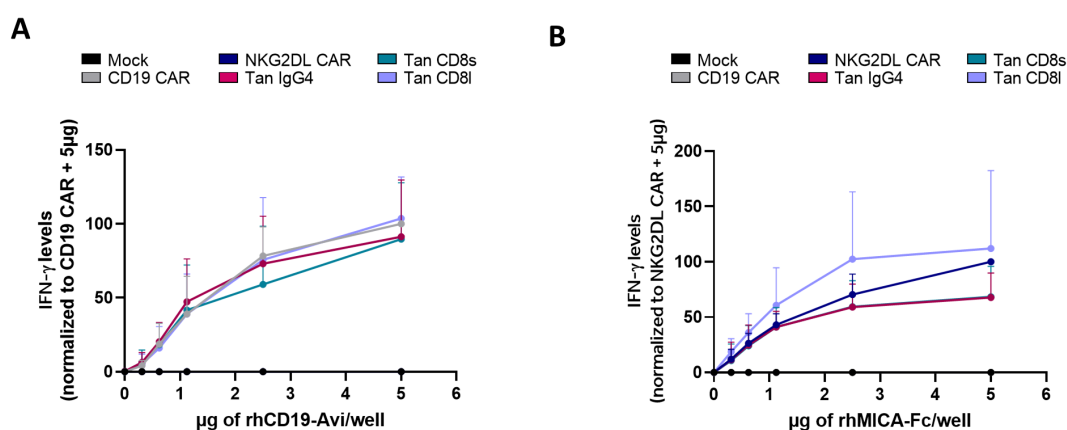 A
Mock
NKG2DL CAR
Tan CD8s
CD19 CAR
Tan IgG4
Tan CD8l
IFN-γ levels
(normalized to CD19 CAR + 5µg)
150
100
50
0
0 1 2 3 4 5 6
µg of rhCD19-Avi/well
B
Mock
NKG2DL CAR
Tan CD8s
CD19 CAR
Tan IgG4
Tan CD8l
IFN-γ levels
(normalized to NKG2DL CAR + 5µg)
200
150
100
50
0
0 1 2 3 4 5 6
µg of rhMICA-Fc/well